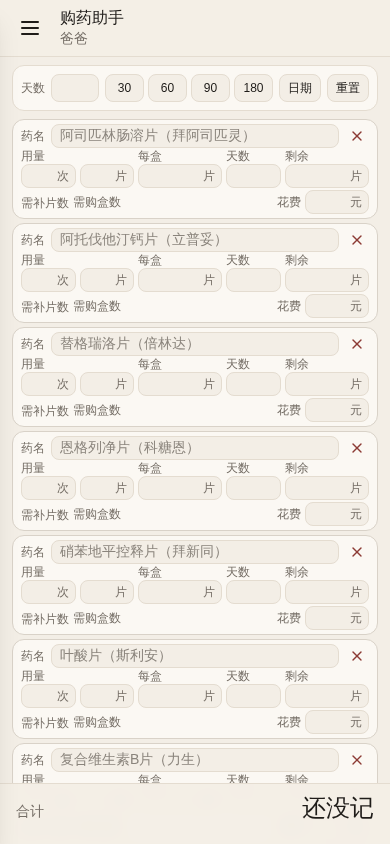 购药助手
爸爸
天数 30 60 90 180 日期 重置
药名 阿司匹林肠溶片（拜阿司匹灵）
用量 每盒 天数 剩余
次 片 片 片
需补片数 需购盒数 花费 元
药名 阿托伐他汀钙片（立普妥）
用量 每盒 天数 剩余
次 片 片 片
需补片数 需购盒数 花费 元
药名 替格瑞洛片（倍林达）
用量 每盒 天数 剩余
次 片 片 片
需补片数 需购盒数 花费 元
药名 恩格列净片（科糖恩）
用量 每盒 天数 剩余
次 片 片 片
需补片数 需购盒数 花费 元
药名 硝苯地平控释片（拜新同）
用量 每盒 天数 剩余
次 片 片 片
需补片数 需购盒数 花费 元
药名 叶酸片（斯利安）
用量 每盒 天数 剩余
次 片 片 片
需补片数 需购盒数 花费 元
药名 复合维生素B片（力生）
用量 每盒 天数 剩余
合计 还没记